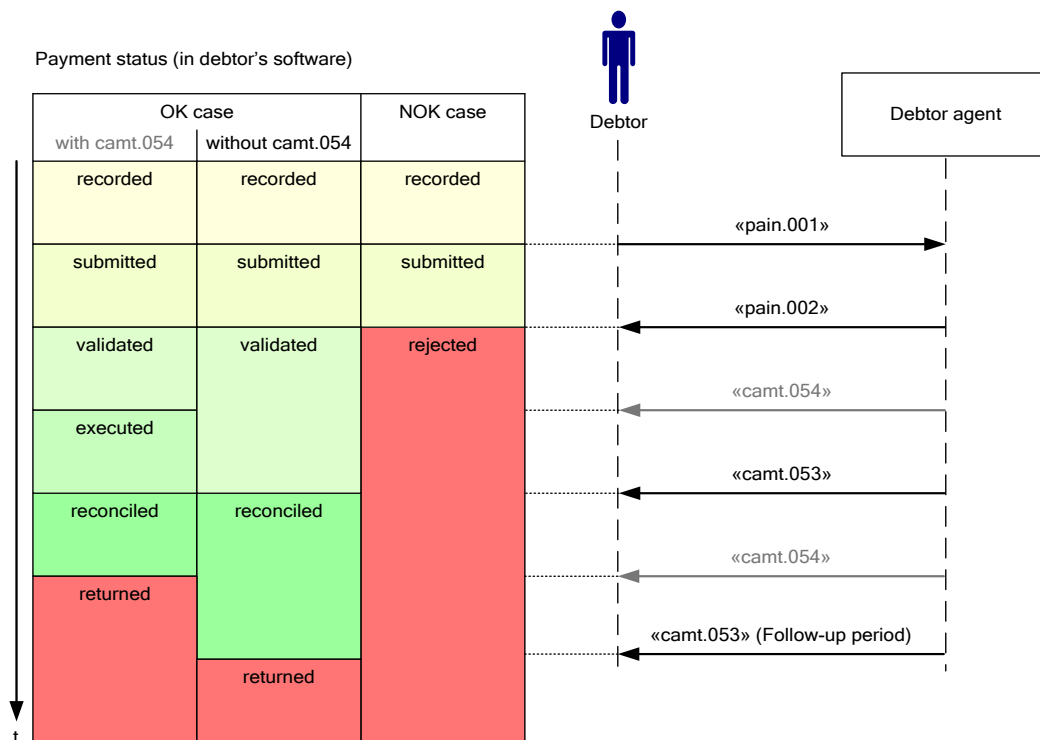 Payment status (in debtor's software)
OK case
NOK case
with camt.054
without camt.054
Debtor
Debtor agent
recorded
recorded
recorded
«pain.001»
submitted
submitted
submitted
«pain.002»
validated
validated
rejected
«camt.054»
executed
«camt.053»
reconciled
reconciled
«camt.054»
returned
«camt.053» (Follow-up period)
returned
t